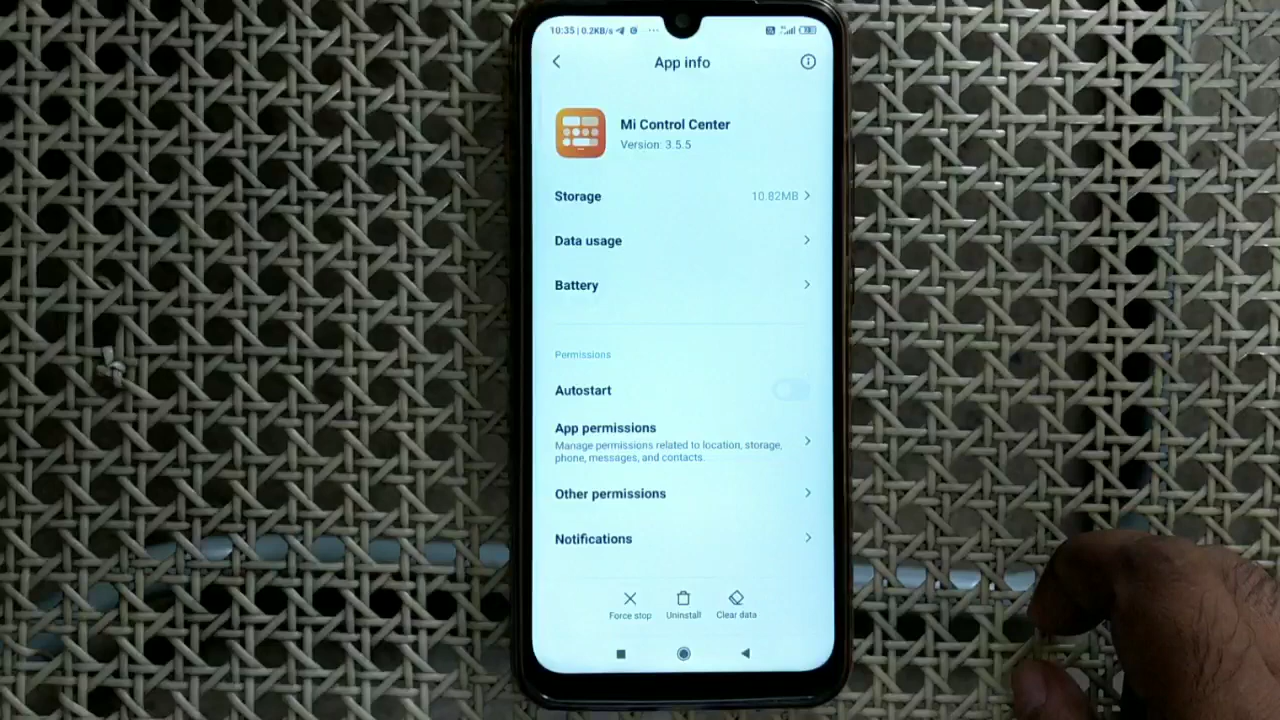 10:35 | 0.2KB/s
App info
Mi Control Center
Version: 3.5.5
Storage 10.82MB
Data usage
Battery
Permissions
Autostart
App permissions
Manage permissions related to location, storage,
phone, messages, and contacts.
Other permissions
Notifications
Force stop Uninstall Clear data